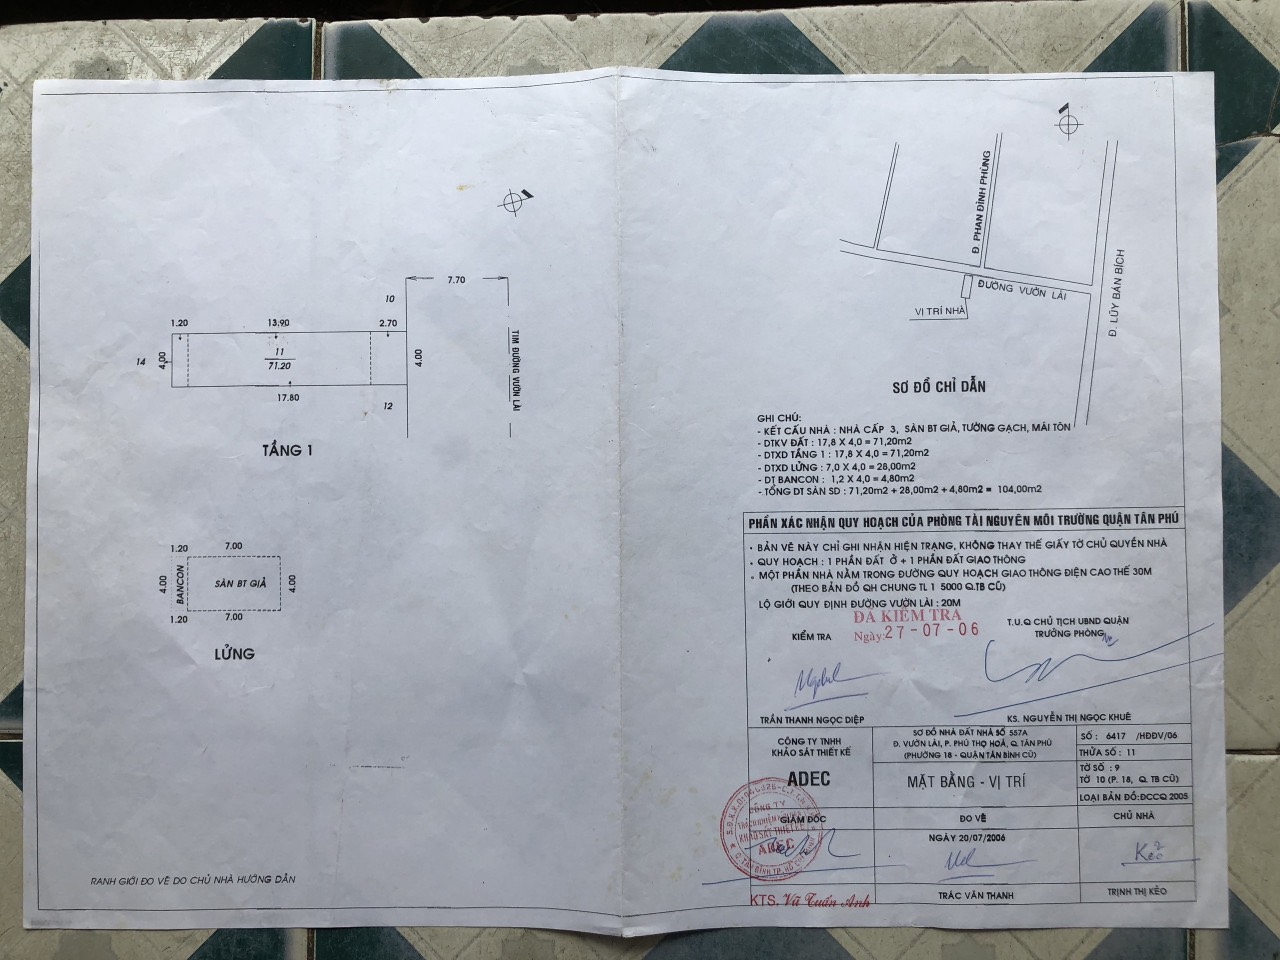 7.70
10
1.20
13.90
2.70
14
4.00
11
71.20
4.00
17.80
12
TIM ĐƯỜNG VƯỜN LÀI
TẦNG 1
1.20
7.00
4.00
BANCON
SÀN BT GIẢ
4.00
1.20
7.00
LỬNG
RANH GIỚI ĐO VẼ DO CHỦ NHÀ HƯỚNG DẪN
Đ PHAN ĐÌNH PHÙNG
ĐƯỜNG VƯỜN LÀI
Đ. LŨY BÁN BÍCH
VỊ TRÍ NHÀ
SƠ ĐỒ CHỈ DẪN
GHI CHÚ:
- KẾT CẤU NHÀ : NHÀ CẤP 3, SÀN BT GIẢ, TƯỜNG GẠCH, MÁI TÔN
- DTKV ĐẤT : 17,8 X 4,0 = 71,20m2
- DTXD TẦNG 1 : 17,8 X 4,0 = 71,20m2
- DTXD LỬNG : 7,0 X 4,0 = 28,00m2
- DT BANCON : 1,2 X 4,0 = 4,80m2
- TỔNG DT SÀN SD : 71,20m2 + 28,00m2 + 4,80m2 = 104,00m2
PHẦN XÁC NHẬN QUY HOẠCH CỦA PHÒNG TÀI NGUYÊN MÔI TRƯỜNG QUẬN TÂN PHÚ
• BẢN VẼ NÀY CHỈ GHI NHẬN HIỆN TRẠNG, KHÔNG THAY THẾ GIẤY TỜ CHỦ QUYỀN NHÀ
• QUY HOẠCH : 1 PHẦN ĐẤT Ở + 1 PHẦN ĐẤT GIAO THÔNG
• MỘT PHẦN NHÀ NẰM TRONG ĐƯỜNG QUY HOẠCH GIAO THÔNG ĐIỆN CAO THẾ 30M
(THEO BẢN ĐỒ QH CHUNG TL 1 5000 Q.TB CŨ)
LỘ GIỚI QUY ĐỊNH ĐƯỜNG VƯỜN LÀI : 20M
ĐÃ KIỂM TRA
Ngày: 27-07-06
KIỂM TRA
T.U.Q CHỦ TỊCH UBND QUẬN
TRƯỞNG PHÒNG
TRẦN THANH NGỌC DIỆP
KS. NGUYỄN THỊ NGỌC KHUÊ
CÔNG TY TNHH
KHẢO SÁT THIẾT KẾ
ADEC
SƠ ĐỒ NHÀ ĐẤT NHÀ SỐ 557A
Đ. VƯỜN LÀI, P. PHÚ THỌ HOÀ, Q. TÂN PHÚ
(PHƯỜNG 18 - QUẬN TÂN BÌNH CŨ)
SỐ : 6417 /HĐĐV/06
THỬA SỐ : 11
MẶT BẰNG - VỊ TRÍ
TỜ SỐ : 9
TỜ 10 (P. 18, Q. TB CŨ)
LOẠI BẢN ĐỒ:ĐCCQ 2005
GIÁM ĐỐC
ĐO VẼ
CHỦ NHÀ
CÔNG TY
KHẢO SÁT THIẾT KẾ
ADEC
NGÀY 20/07/2006
Kẻo
KTS. Vũ Tuấn Anh
TRÁC VĂN THANH
TRỊNH THỊ KẺO